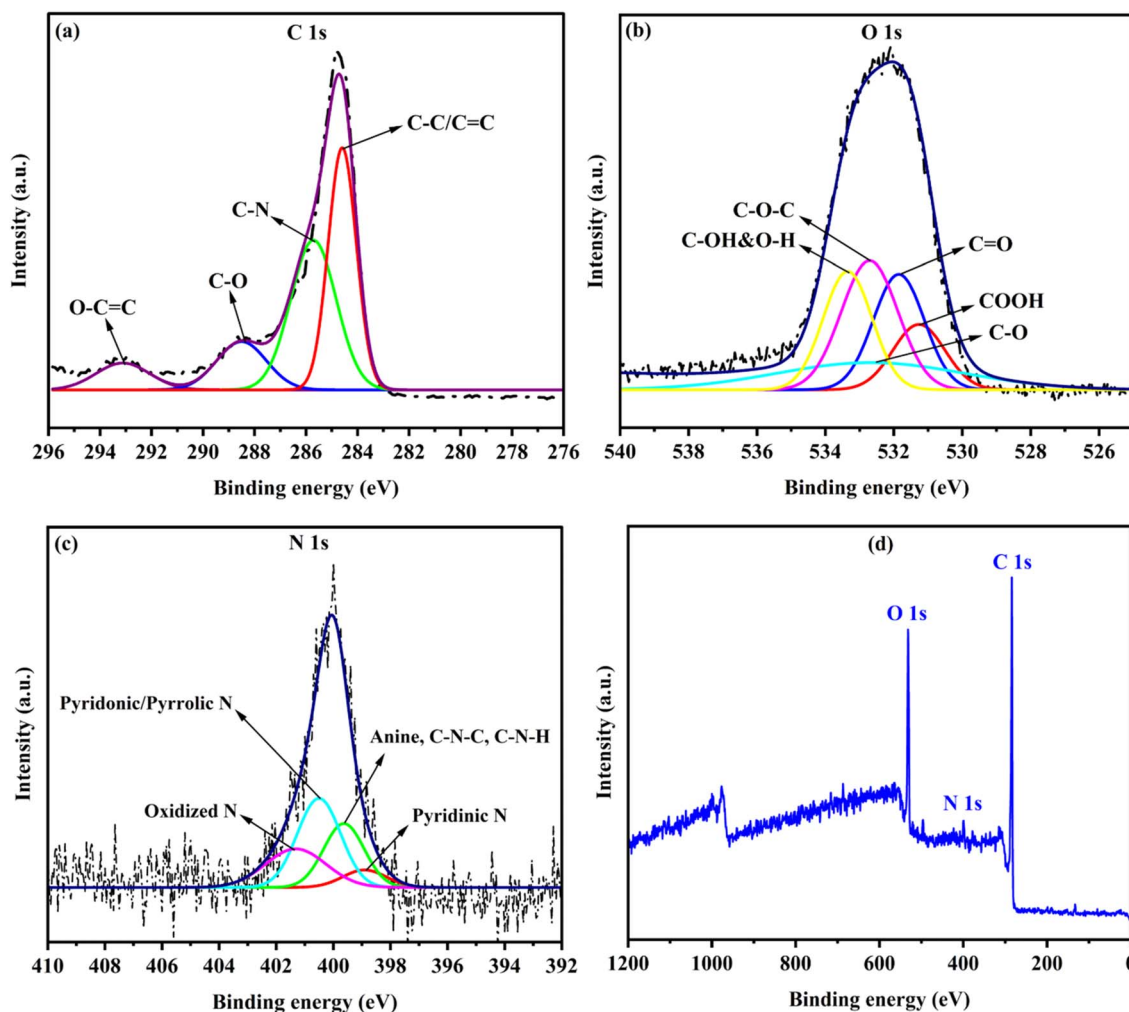 (a)
C 1s
C-C/C=C
C-N
C-O
O-C=C
Intensity (a.u.)
296 294 292 290 288 286 284 282 280 278 276
Binding energy (eV)
(b)
O 1s
C-O-C
C-OH&O-H
C=O
COOH
C-O
Intensity (a.u.)
540 534 532 530 528 526
Binding energy (eV)
(c)
N 1s
Pyridonic/Pyrrolic N
Anine, C-N-C, C-N-H
Oxidized N
Pyridinic N
Intensity (a.u.)
410 408 406 404 402 400 398 396 394 392
Binding energy (eV)
(d)
C 1s
O 1s
N 1s
Intensity (a.u.)
1200 1000 800 600 400 200 0
Binding energy (eV)